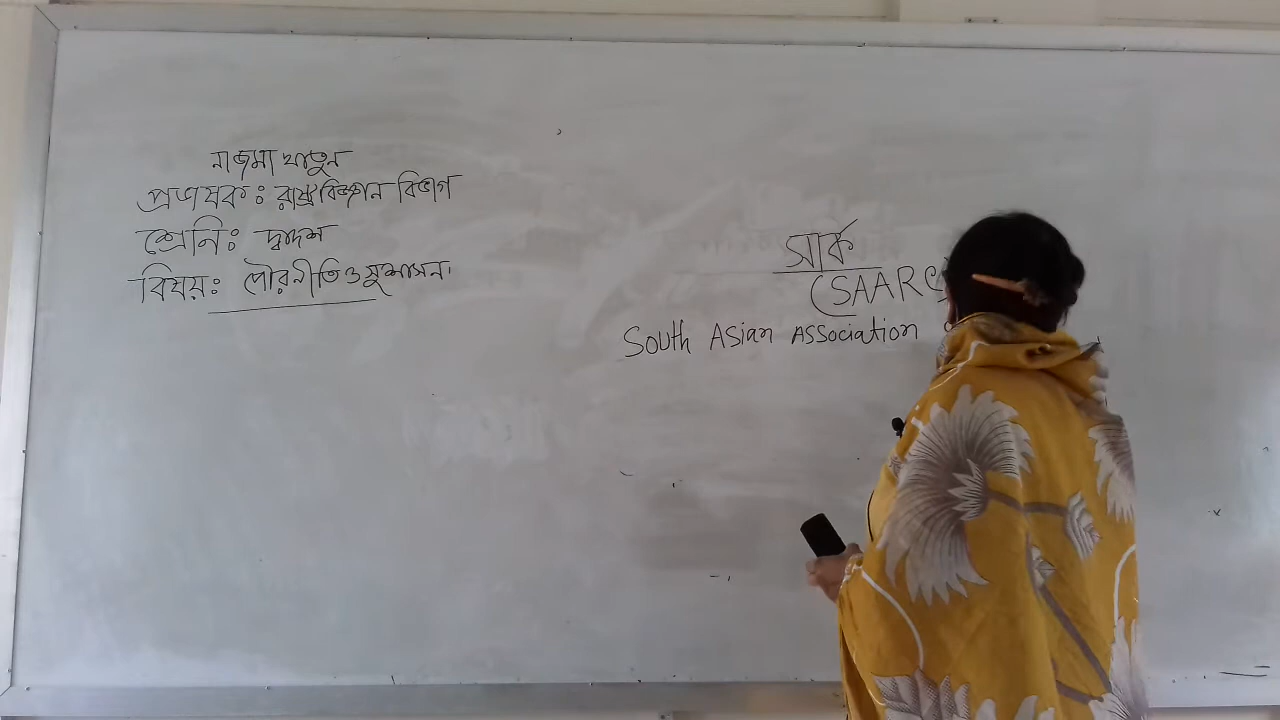 নাজমা খাতুন
প্রভাষক: রাষ্ট্রবিজ্ঞান বিভাগ
শ্রেনি: দ্বাদশ
বিষয়: পৌরনীতি ও সুশাসন
সার্ক
(SAARC
South Asian Association